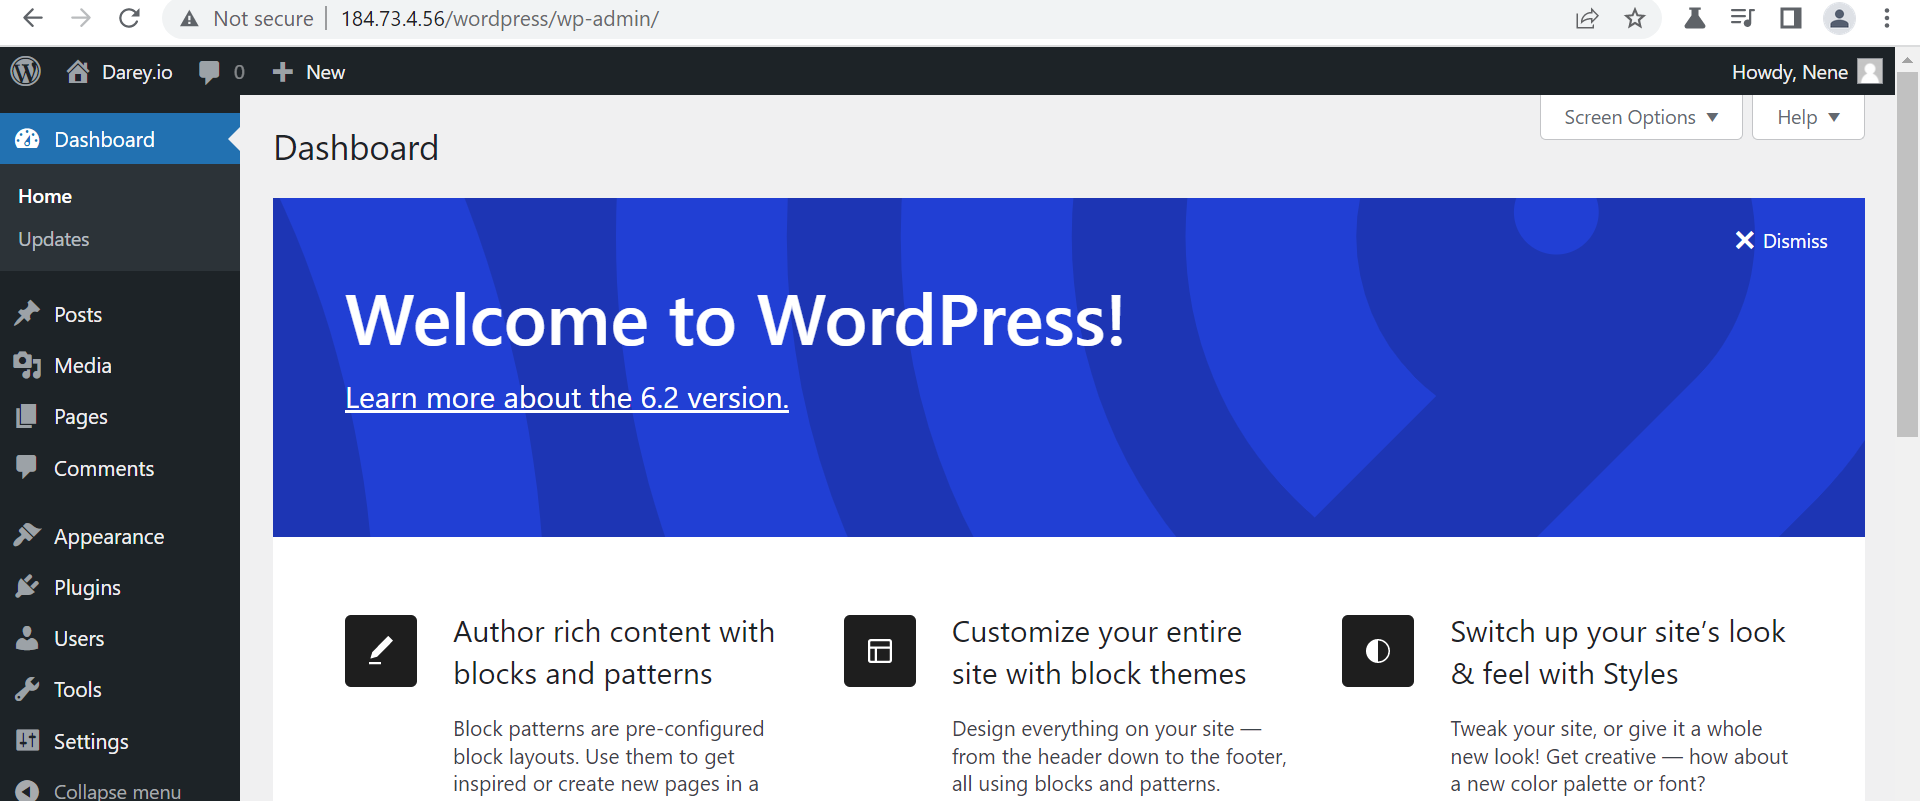 Not secure | 184.73.4.56/wordpress/wp-admin/
Darey.io 0 New Howdy, Nene
Screen Options Help
Dashboard
Home
Updates
Posts
Media
Pages
Comments
Appearance
Plugins
Users
Tools
Settings
Collapse menu
Dashboard
Dismiss
Welcome to WordPress!
Learn more about the 6.2 version.
Author rich content with
blocks and patterns
Block patterns are pre-configured
block layouts. Use them to get
inspired or create new pages in a
Customize your entire
site with block themes
Design everything on your site —
from the header down to the footer,
all using blocks and patterns.
Switch up your site’s look
& feel with Styles
Tweak your site, or give it a whole
new look! Get creative — how about
a new color palette or font?